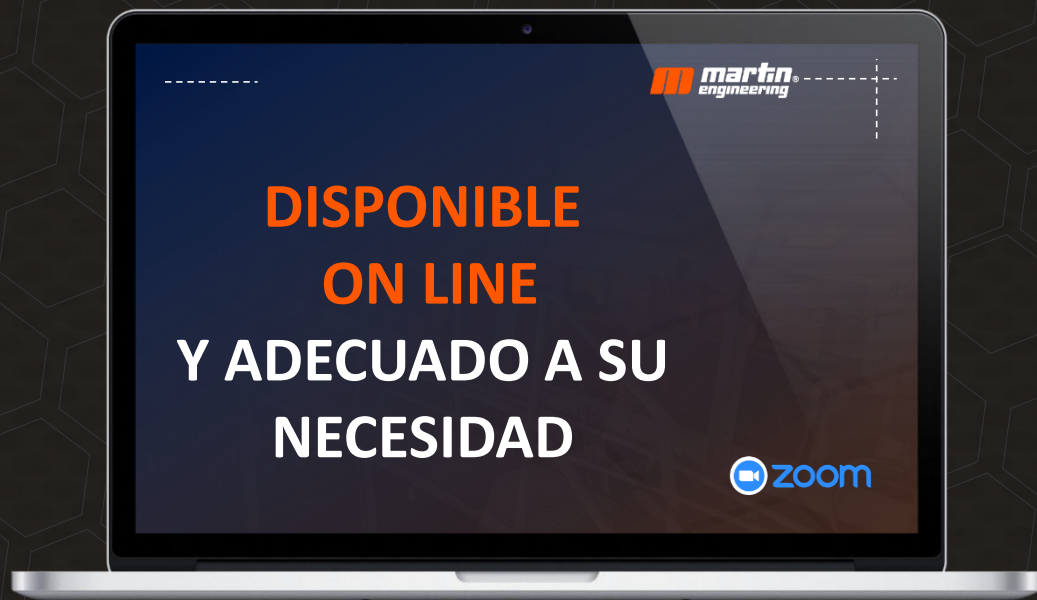 martin®
engineering
DISPONIBLE
ON LINE
Y ADECUADO A SU
NECESIDAD
zoom